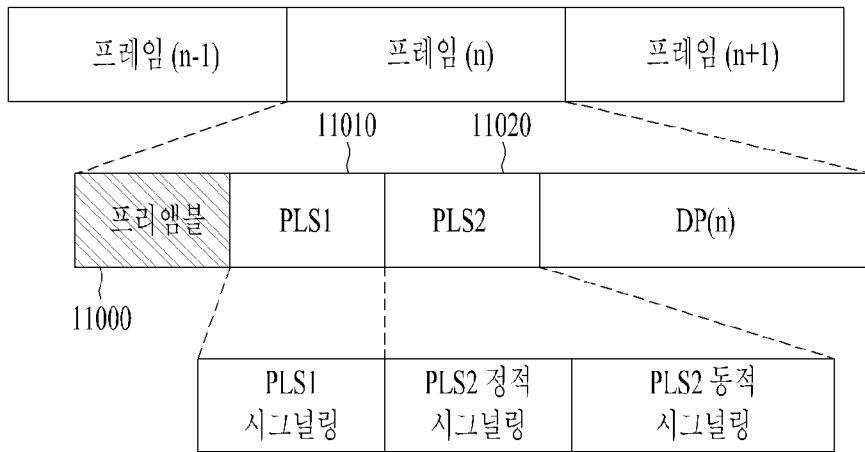 프레임 (n-1)
프레임 (n)
프레임 (n+1)
11010
11020
프리앰블
PLS1
PLS2
DP(n)
11000
PLS1
시그널링
PLS2 정적
시그널링
PLS2 동적
시그널링